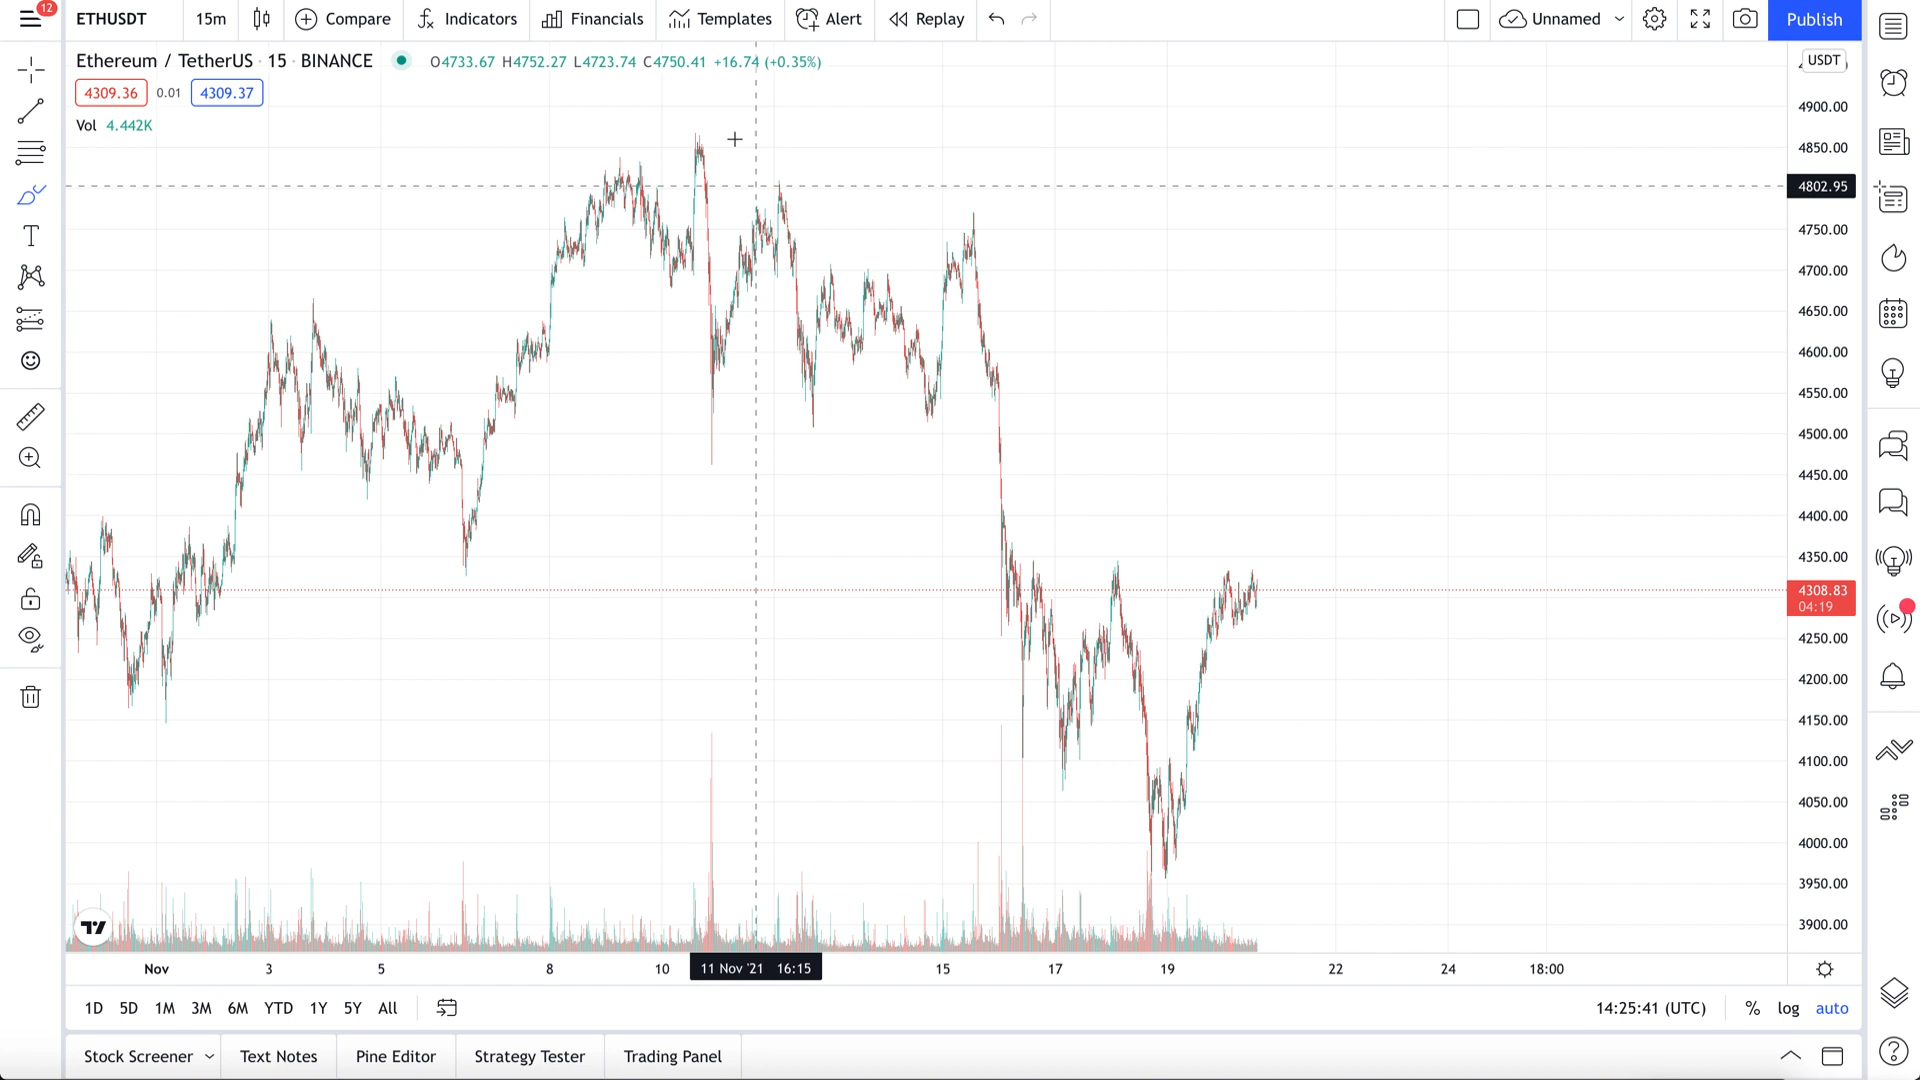 12
ETHUSDT 15m Compare Indicators Financials Templates Alert Replay Unnamed Publish
Ethereum / TetherUS · 15 · BINANCE O4733.67 H4752.27 L4723.74 C4750.41 +16.74 (+0.35%)
USDT
4309.36 0.01 4309.37
Vol 4.442K
4900.00
4850.00
4802.95
4750.00
4700.00
4650.00
4600.00
4550.00
4500.00
4450.00
4400.00
4350.00
4308.83
04:19
4250.00
4200.00
4150.00
4100.00
4050.00
4000.00
3950.00
3900.00
Nov 3 5 8 10 11 Nov '21 16:15 15 17 19 22 24 18:00
1D 5D 1M 3M 6M YTD 1Y 5Y All 14:25:41 (UTC) % log auto
Stock Screener Text Notes Pine Editor Strategy Tester Trading Panel